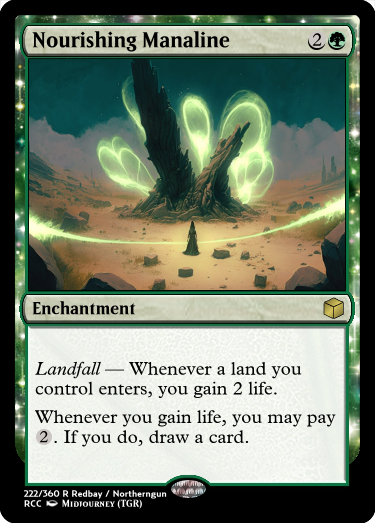 Nourishing Manaline 2
Enchantment
Landfall — Whenever a land you
control enters, you gain 2 life.
Whenever you gain life, you may pay
2. If you do, draw a card.
222/360 R Redbay / Northerngun
RCC Midjourney (TGR)